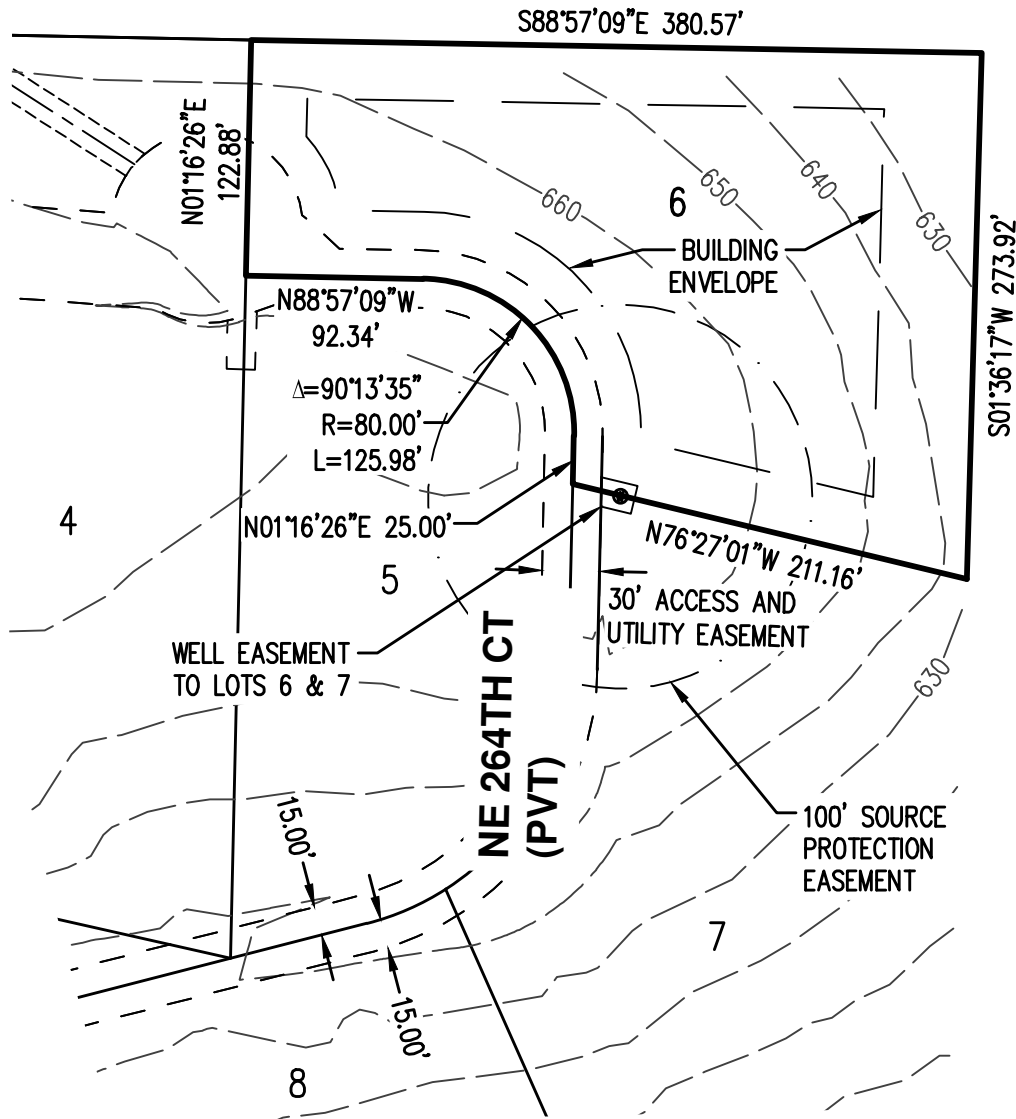 S88°57'09"E 380.57'
N01°16'26"E
122.88'
6
660
650
640
630
BUILDING
ENVELOPE
S01°36'17"W 273.92'
N88°57'09"W
92.34'
Δ=90°13'35"
R=80.00'
L=125.98'
4
N01°16'26"E 25.00'
N76°27'01"W 211.16'
5
30' ACCESS AND
UTILITY EASEMENT
WELL EASEMENT
TO LOTS 6 & 7
630
NE 264TH CT
(PVT)
15.00'
100' SOURCE
PROTECTION
EASEMENT
7
15.00'
8